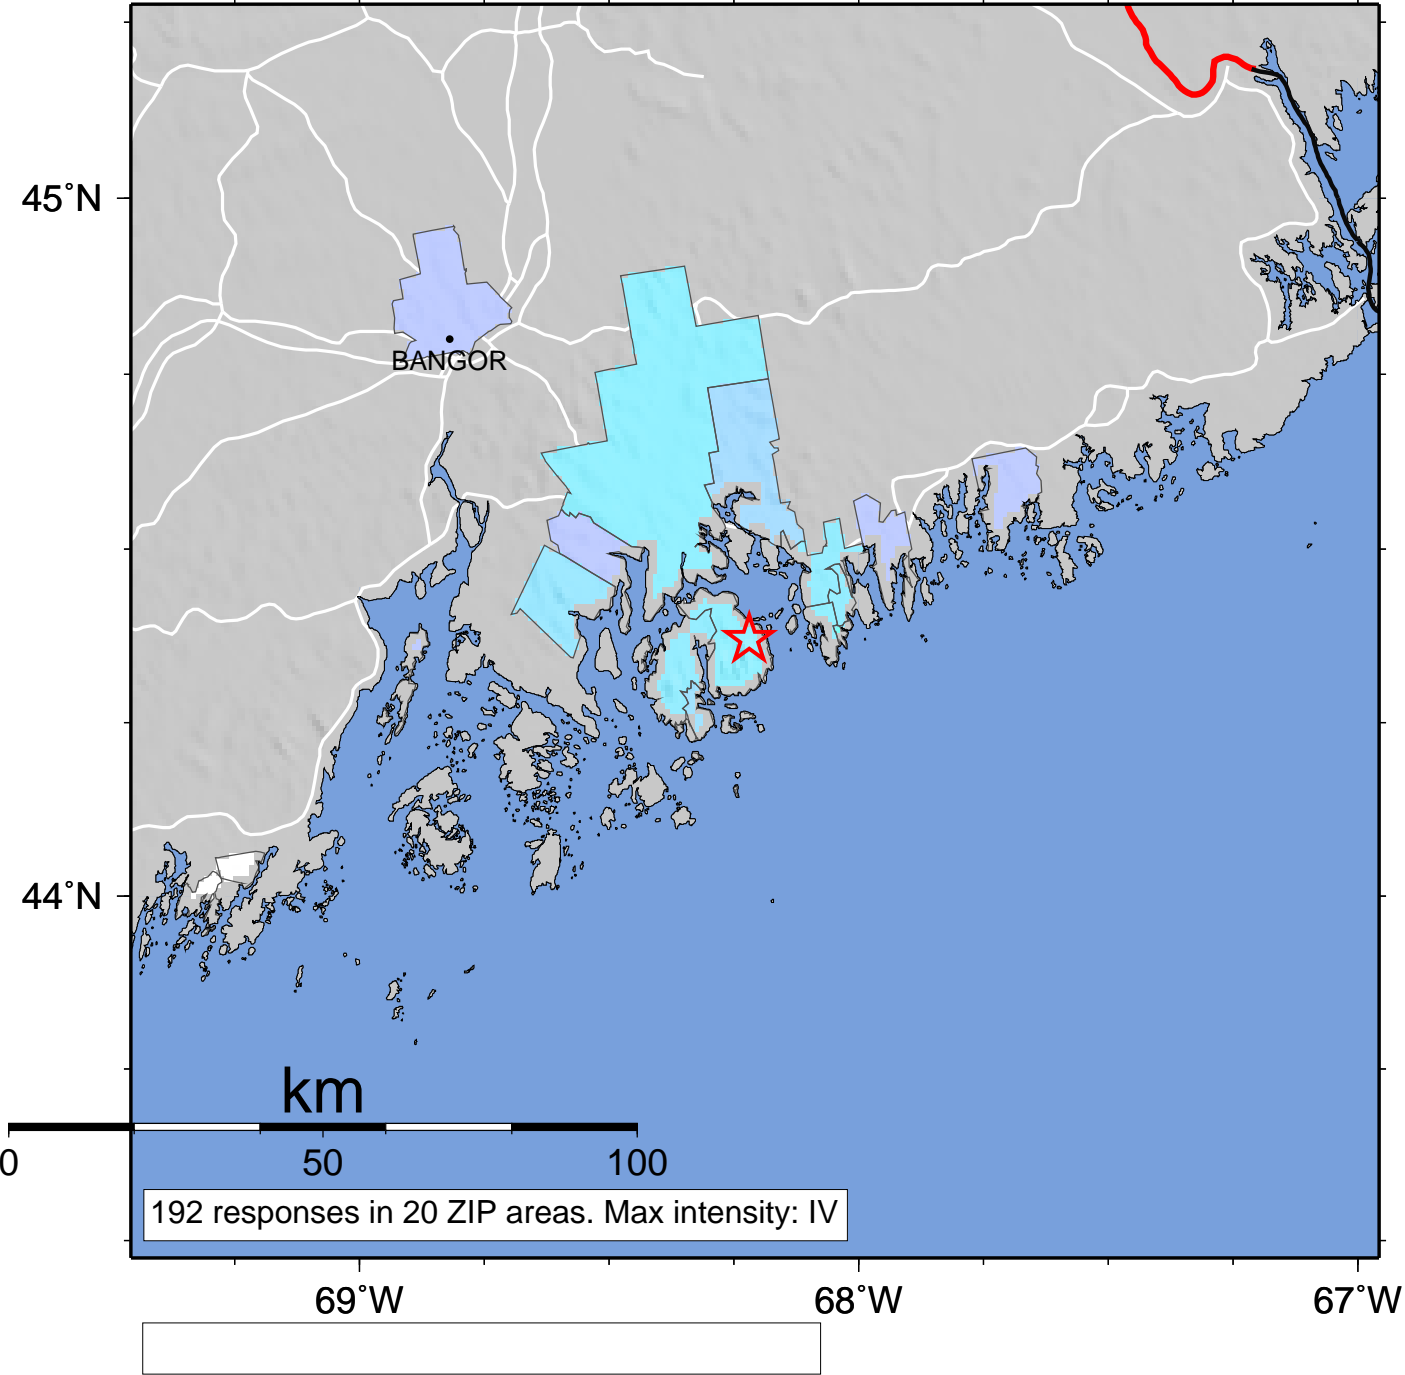 45˚N
BANGOR
44˚N
km
0 50 100
192 responses in 20 ZIP areas. Max intensity: IV
69˚W 68˚W 67˚W